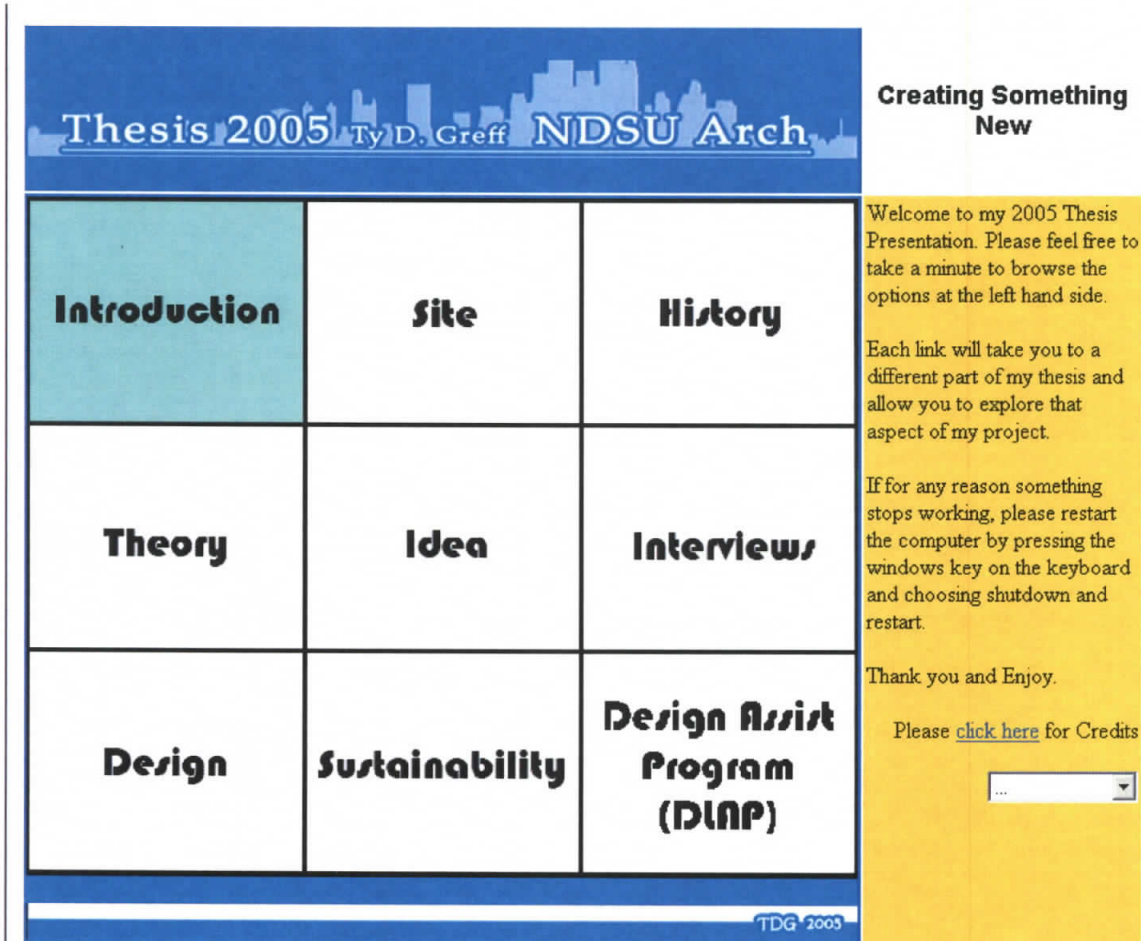 Thesis 2005 Ty D. Greff NDSU Arch
Creating Something
New
Introduction
Site
History
Theory
Idea
Interviews
Design
Sustainability
Design Assist
Program
(DLAP)
Welcome to my 2005 Thesis
Presentation. Please feel free to
take a minute to browse the
options at the left hand side.
Each link will take you to a
different part of my thesis and
allow you to explore that
aspect of my project.
If for any reason something
stops working, please restart
the computer by pressing the
windows key on the keyboard
and choosing shutdown and
restart.
Thank you and Enjoy.
Please click here for Credits
...
TDG 2005